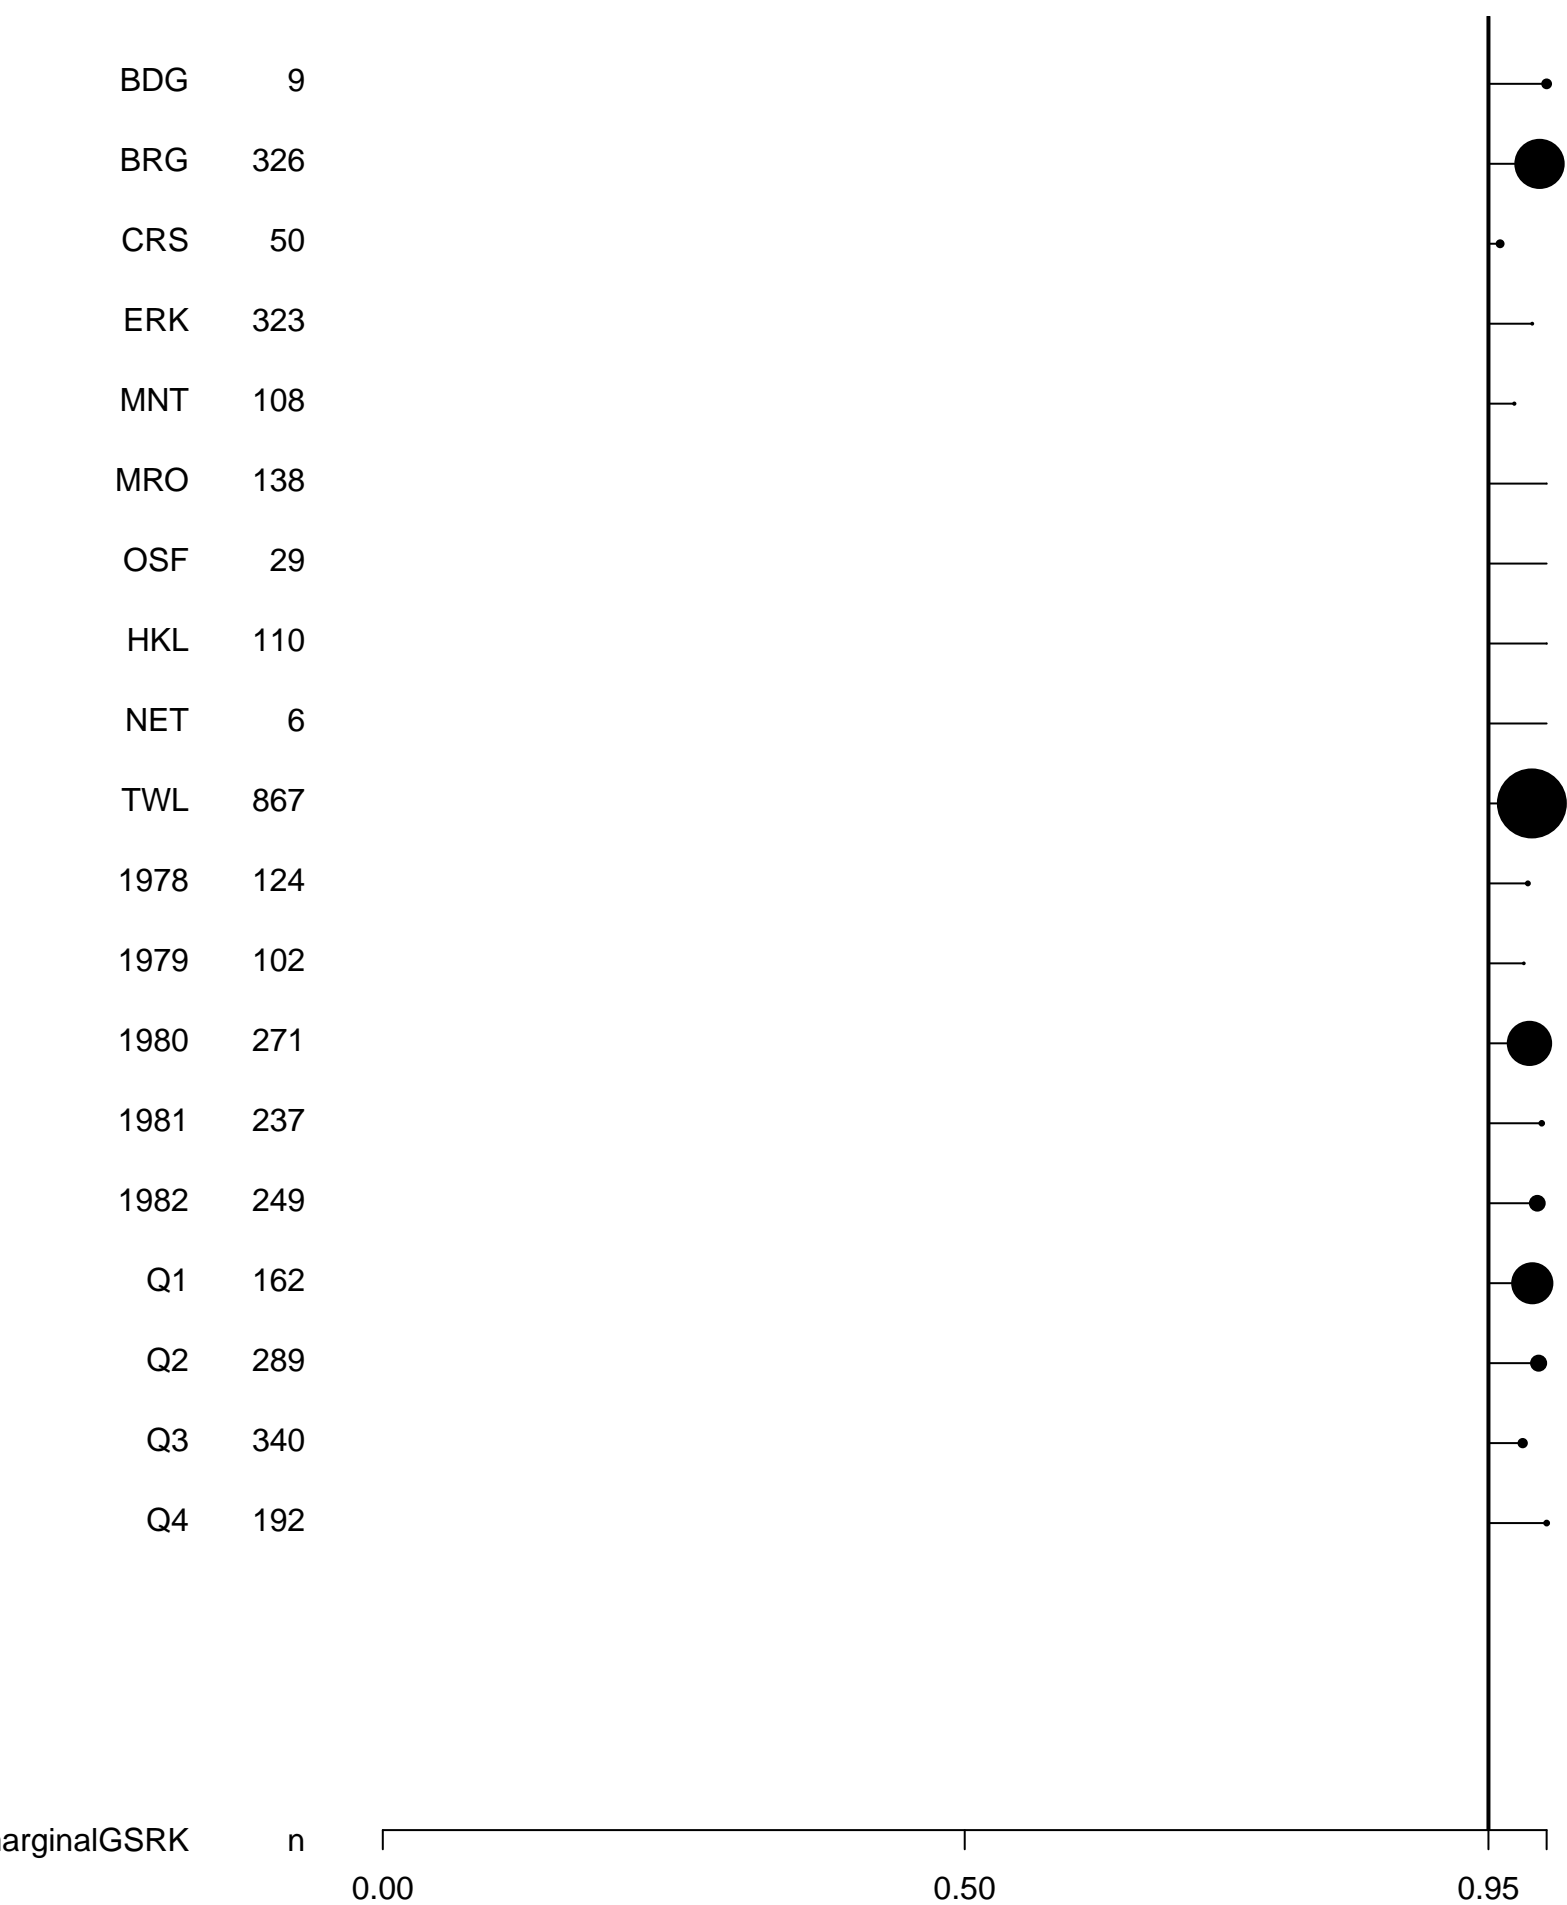 BDG 9
BRG 326
CRS 50
ERK 323
MNT 108
MRO 138
OSF 29
HKL 110
NET 6
TWL 867
1978 124
1979 102
1980 271
1981 237
1982 249
Q1 162
Q2 289
Q3 340
Q4 192
arginalGSRK n
0.00 0.50 0.95